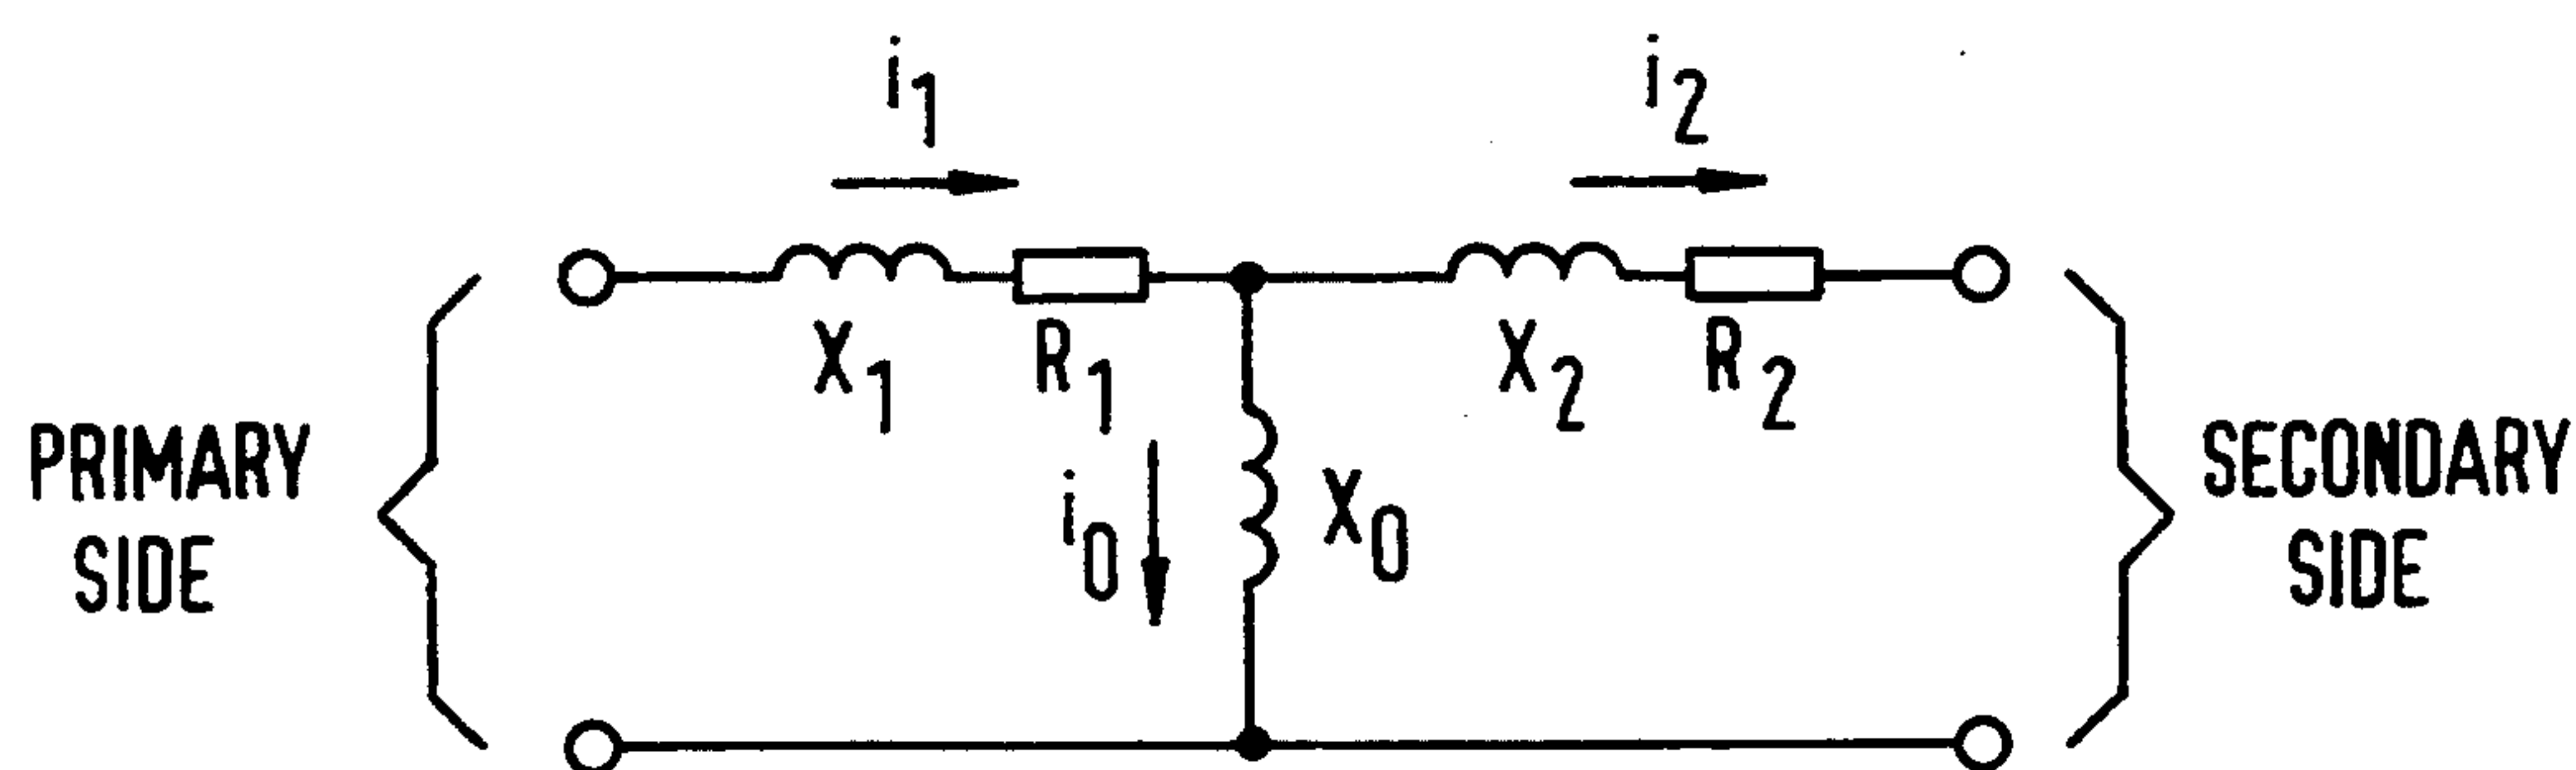 i₁
i₂
X₁
R₁
X₂
R₂
PRIMARY
SIDE
i₀
X₀
SECONDARY
SIDE